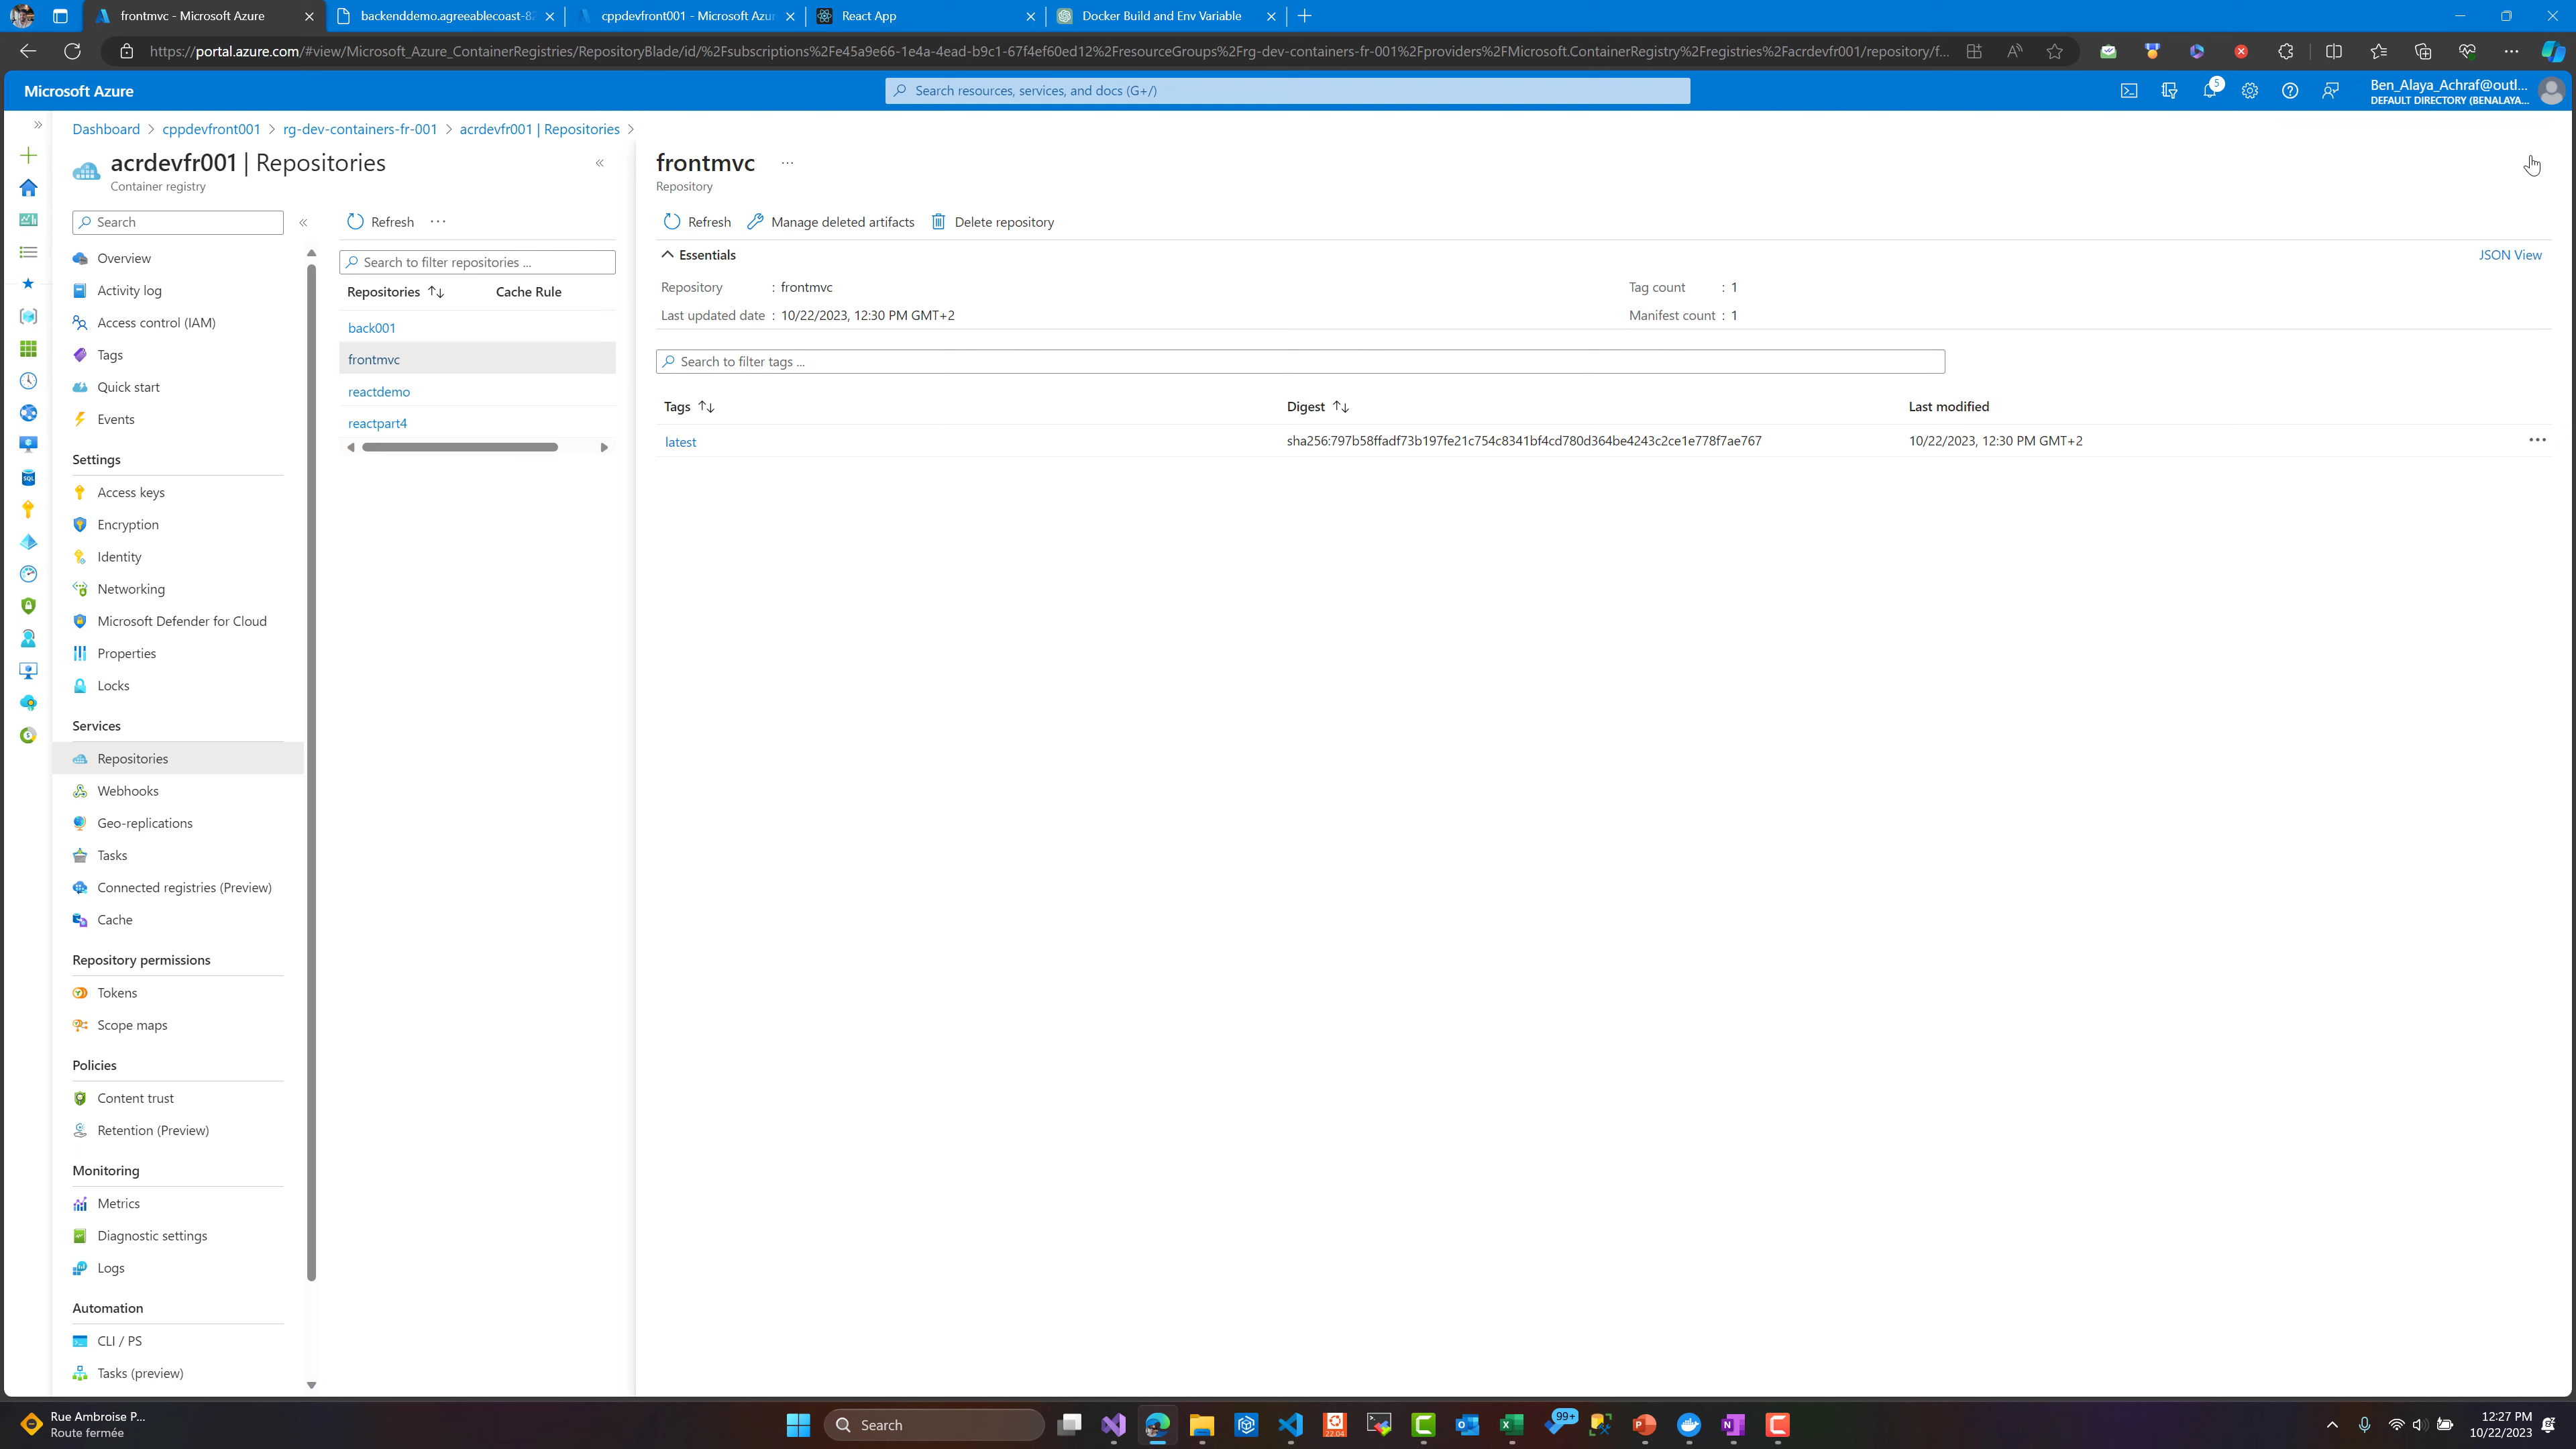 frontmvc - Microsoft Azure
backenddemo.agreeablecoast-82
cppdevfront001 - Microsoft Azur
React App
Docker Build and Env Variable
https://portal.azure.com/#view/Microsoft_Azure_ContainerRegistries/RepositoryBlade/id/%2Fsubscriptions%2Fe45a9e66-1e4a-4ead-b9c1-67f4ef60ed12%2FresourceGroups%2Frg-dev-containers-fr-001%2Fproviders%2FMicrosoft.ContainerRegistry%2Fregistries%2Facrdevfr001/repository/f...
Microsoft Azure
Search resources, services, and docs (G+/)
5
Ben_Alaya_Achraf@outl...
DEFAULT DIRECTORY (BENALAYA...
Dashboard > cppdevfront001 > rg-dev-containers-fr-001 > acrdevfr001 | Repositories >
acrdevfr001 | Repositories
Container registry
Search
Overview
Activity log
Access control (IAM)
Tags
Quick start
Events
Settings
Access keys
Encryption
Identity
Networking
Microsoft Defender for Cloud
Properties
Locks
Services
Repositories
Webhooks
Geo-replications
Tasks
Connected registries (Preview)
Cache
Repository permissions
Tokens
Scope maps
Policies
Content trust
Retention (Preview)
Monitoring
Metrics
Diagnostic settings
Logs
Automation
CLI / PS
Tasks (preview)
Refresh
Search to filter repositories ...
Repositories Cache Rule
back001
frontmvc
reactdemo
reactpart4
frontmvc
Repository
Refresh Manage deleted artifacts Delete repository
Essentials
JSON View
Repository : frontmvc
Tag count : 1
Last updated date : 10/22/2023, 12:30 PM GMT+2
Manifest count : 1
Search to filter tags ...
Tags Digest Last modified
latest sha256:797b58ffadf73b197fe21c754c8341bf4cd780d364be4243c2ce1e778f7ae767 10/22/2023, 12:30 PM GMT+2
Rue Ambroise P...
Route fermée
Search
22.04
99+
12:27 PM
10/22/2023